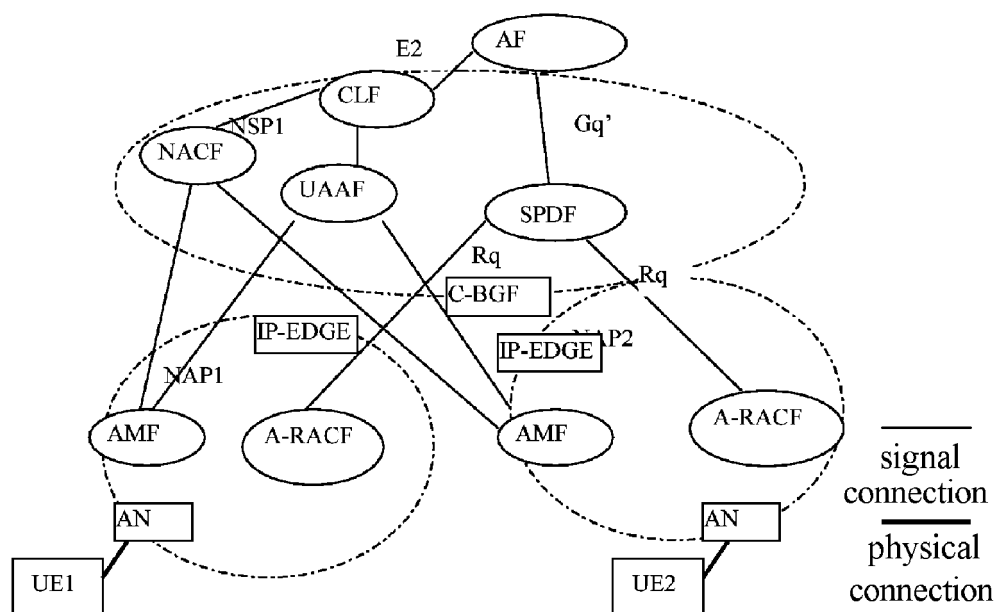 AF
E2
CLF
NSP1
Gq’
NACF
UAAF
SPDF
Rq
Rq
C-BGF
IP-EDGE
NAP2
IP-EDGE
NAP1
AMF
A-RACF
AMF
A-RACF
signal
connection
AN
AN
physical
connection
UE1
UE2